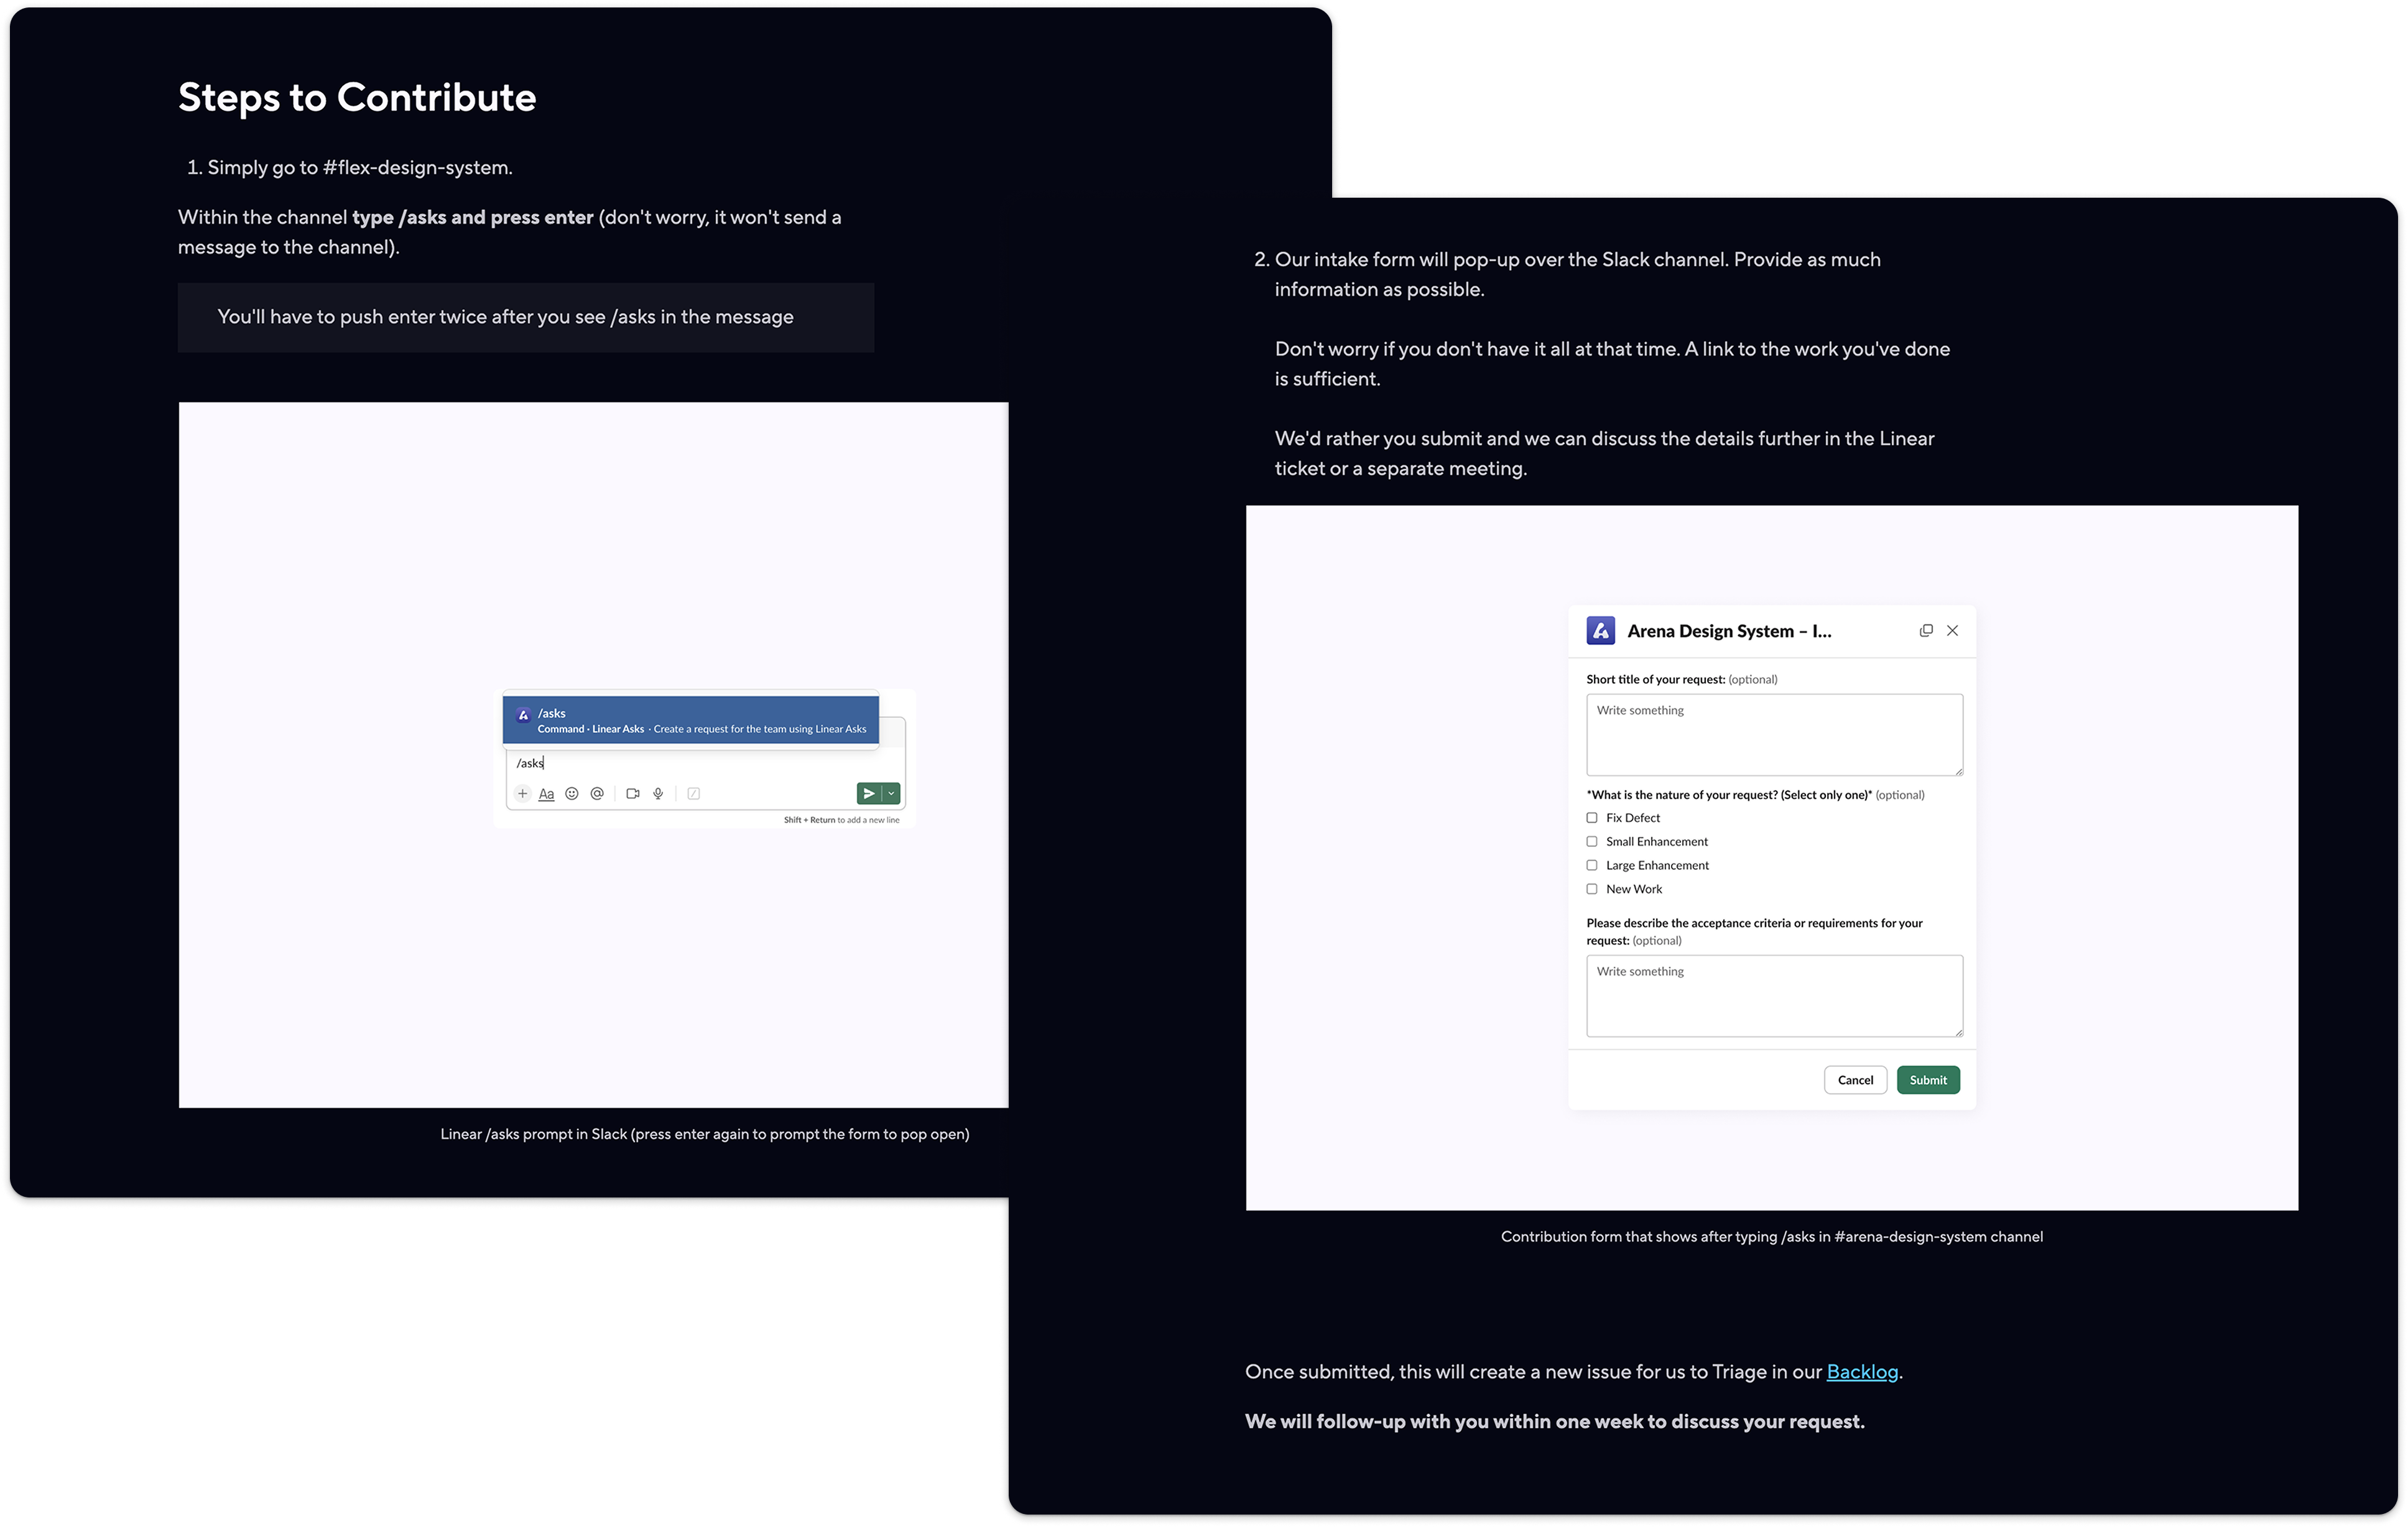 Steps to Contribute
1. Simply go to #flex-design-system.
Within the channel type /asks and press enter (don't worry, it won't send a
message to the channel).
You'll have to push enter twice after you see /asks in the message
/asks
Command · Linear Asks · Create a request for the team using Linear Asks
/asks
Aa
Shift + Return to add a new line
Linear /asks prompt in Slack (press enter again to prompt the form to pop open)
2. Our intake form will pop-up over the Slack channel. Provide as much
information as possible.
Don't worry if you don't have it all at that time. A link to the work you've done
is sufficient.
We'd rather you submit and we can discuss the details further in the Linear
ticket or a separate meeting.
Arena Design System – I...
Short title of your request: (optional)
Write something
*What is the nature of your request? (Select only one)* (optional)
Fix Defect
Small Enhancement
Large Enhancement
New Work
Please describe the acceptance criteria or requirements for your
request: (optional)
Write something
Cancel Submit
Contribution form that shows after typing /asks in #arena-design-system channel
Once submitted, this will create a new issue for us to Triage in our Backlog.
We will follow-up with you within one week to discuss your request.